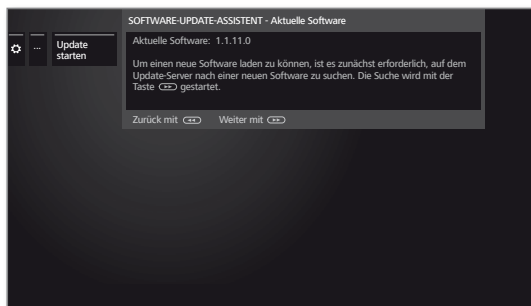 SOFTWARE-UPDATE-ASSISTENT - Aktuelle Software
... Update
starten
Aktuelle Software: 1.1.11.0
Um einen neue Software laden zu können, ist es zunächst erforderlich, auf dem
Update-Server nach einer neuen Software zu suchen. Die Suche wird mit der
Taste gestartet.
Zurück mit Weiter mit